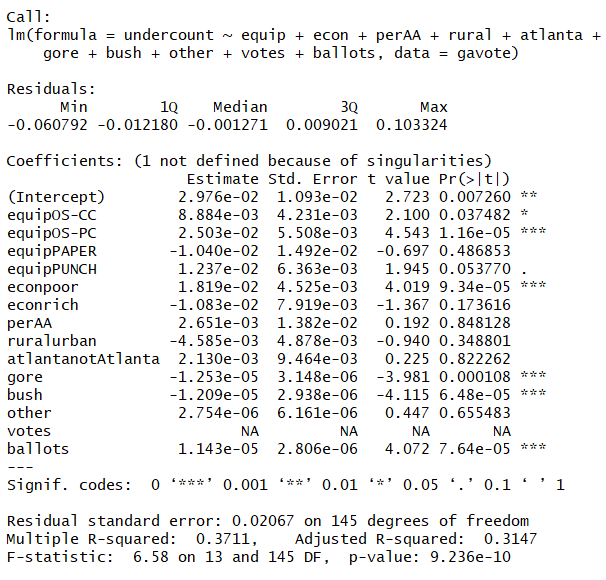 Call:
lm(formula = undercount ~ equip + econ + perAA + rural + atlanta +
    gore + bush + other + votes + ballots, data = gavote)

Residuals:
      Min        1Q    Median        3Q       Max
-0.060792 -0.012180 -0.001271  0.009021  0.103324

Coefficients: (1 not defined because of singularities)
                    Estimate Std. Error t value Pr(>|t|)
(Intercept)        2.976e-02  1.093e-02   2.723 0.007260 **
equipOS-CC         8.884e-03  4.231e-03   2.100 0.037482 *
equipOS-PC         2.503e-02  5.508e-03   4.543 1.16e-05 ***
equipPAPER        -1.040e-02  1.492e-02  -0.697 0.486853
equipPUNCH         1.237e-02  6.363e-03   1.945 0.053770 .
econpoor           1.819e-02  4.525e-03   4.019 9.34e-05 ***
econrich          -1.083e-02  7.919e-03  -1.367 0.173616
perAA              2.651e-03  1.382e-02   0.192 0.848128
ruralurban        -4.585e-03  4.878e-03  -0.940 0.348801
atlantanotAtlanta  2.130e-03  9.464e-03   0.225 0.822262
gore              -1.253e-05  3.148e-06  -3.981 0.000108 ***
bush              -1.209e-05  2.938e-06  -4.115 6.48e-05 ***
other              2.754e-06  6.161e-06   0.447 0.655483
votes                     NA         NA      NA       NA
ballots            1.143e-05  2.806e-06   4.072 7.64e-05 ***
---
Signif. codes:  0 ‘***’ 0.001 ‘**’ 0.01 ‘*’ 0.05 ‘.’ 0.1 ‘ ’ 1

Residual standard error: 0.02067 on 145 degrees of freedom
Multiple R-squared:  0.3711,    Adjusted R-squared:  0.3147
F-statistic:  6.58 on 13 and 145 DF,  p-value: 9.236e-10